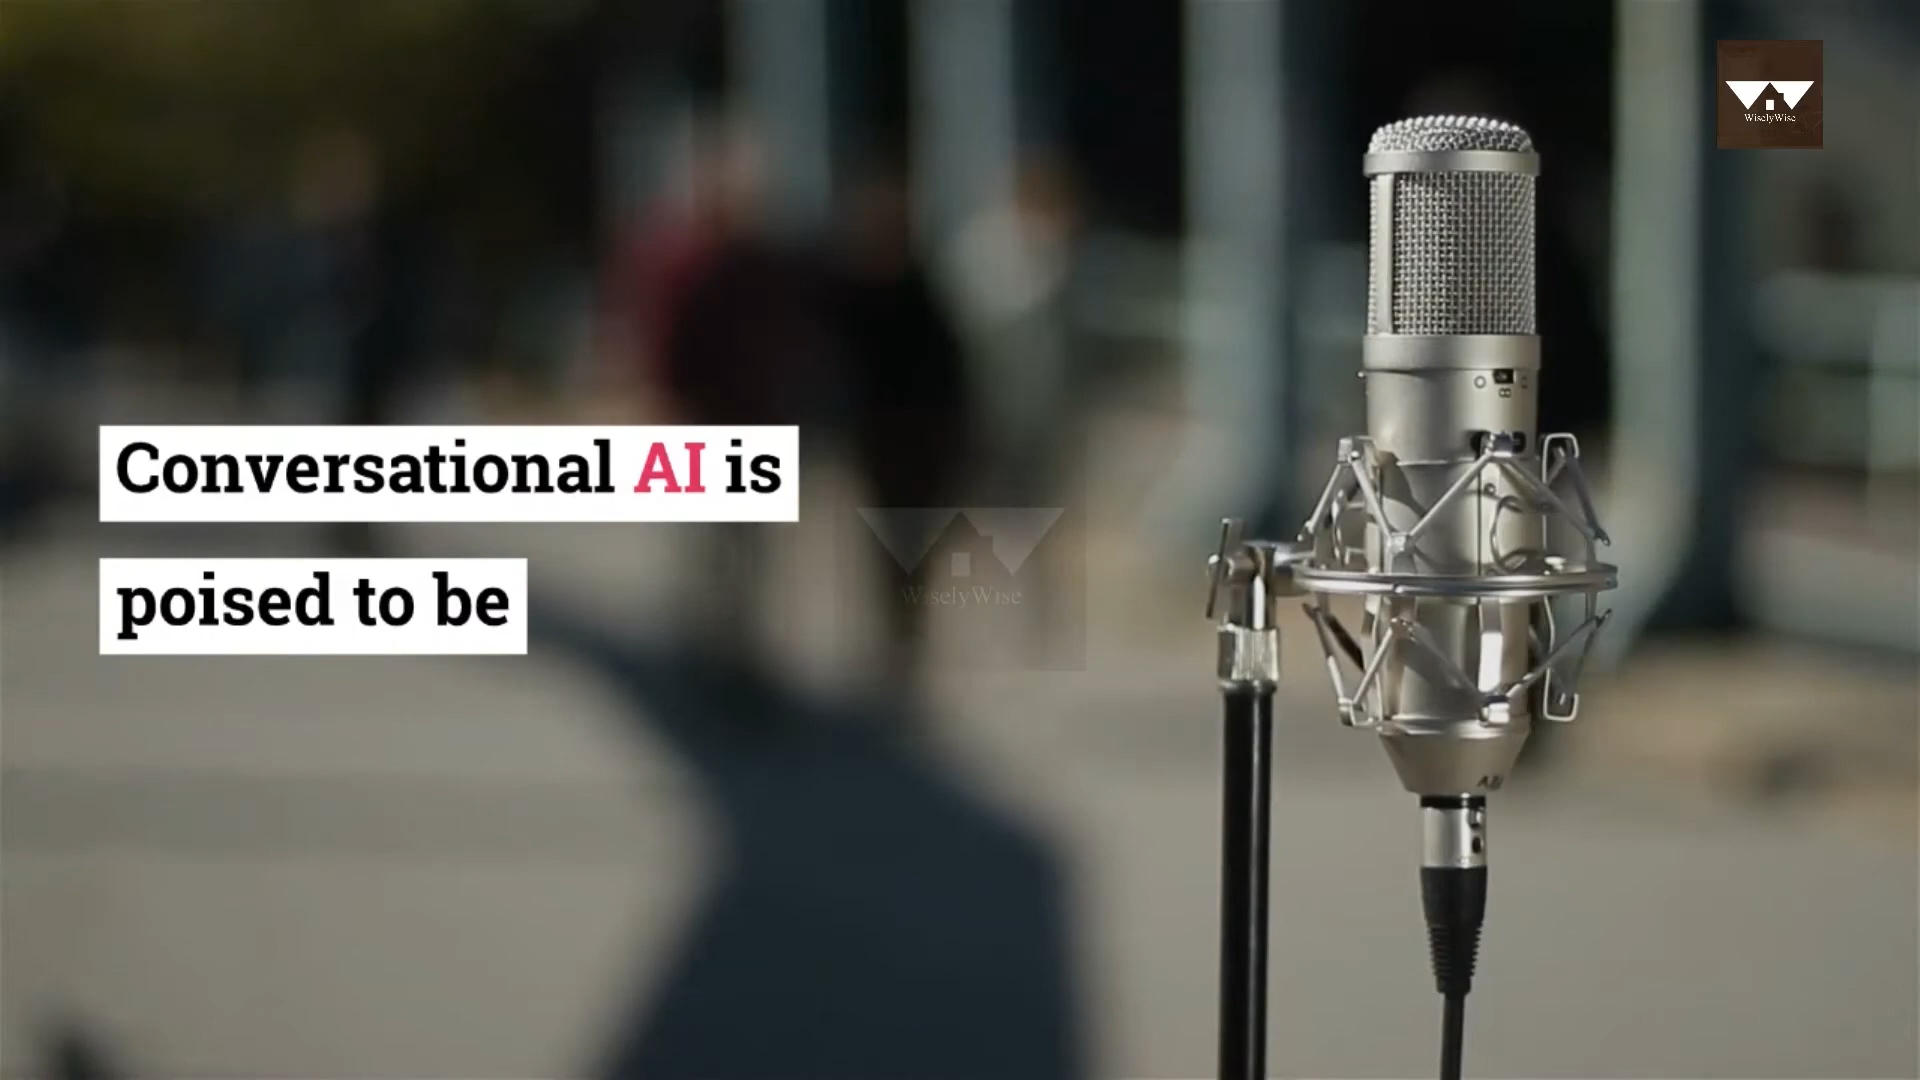 WiselyWise
Conversational AI is
poised to be
WiselyWise